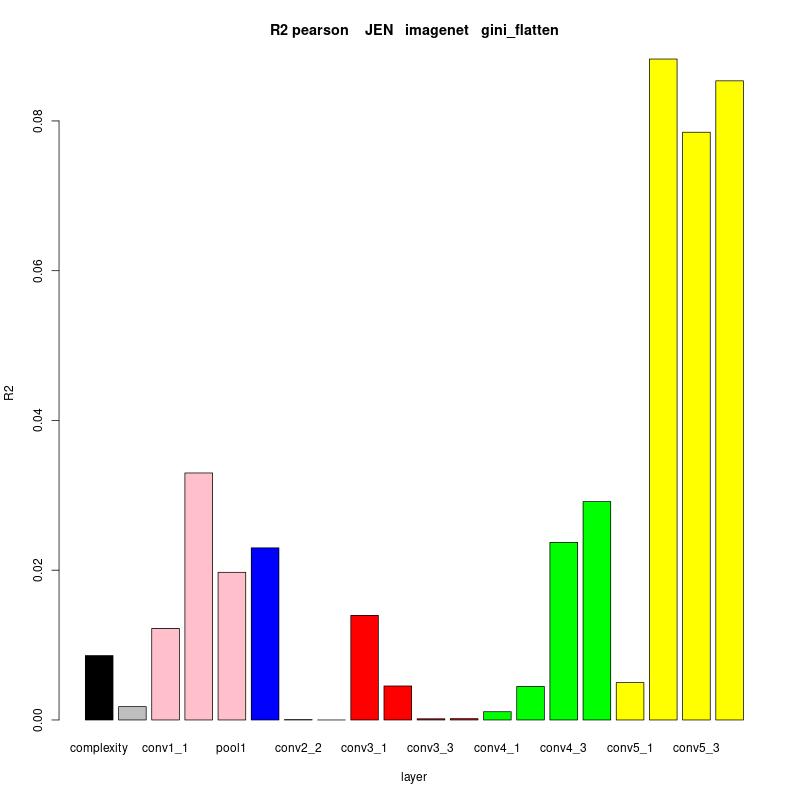 R2 pearson JEN imagenet gini_flatten
R2
0.08
0.06
0.04
0.02
0.00
complexity conv1_1 pool1 conv2_2 conv3_1 conv3_3 conv4_1 conv4_3 conv5_1 conv5_3
layer